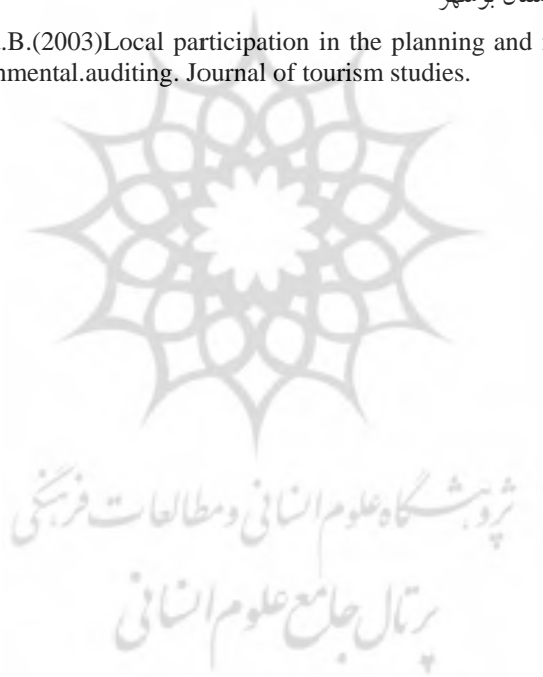 بوشهر
.B.(2003)Local participation in the planning and
nmental.auditing. Journal of tourism studies.
پژوهشگاه علوم انسانی و مطالعات فرهنگی
پرتال جامع علوم انسانی